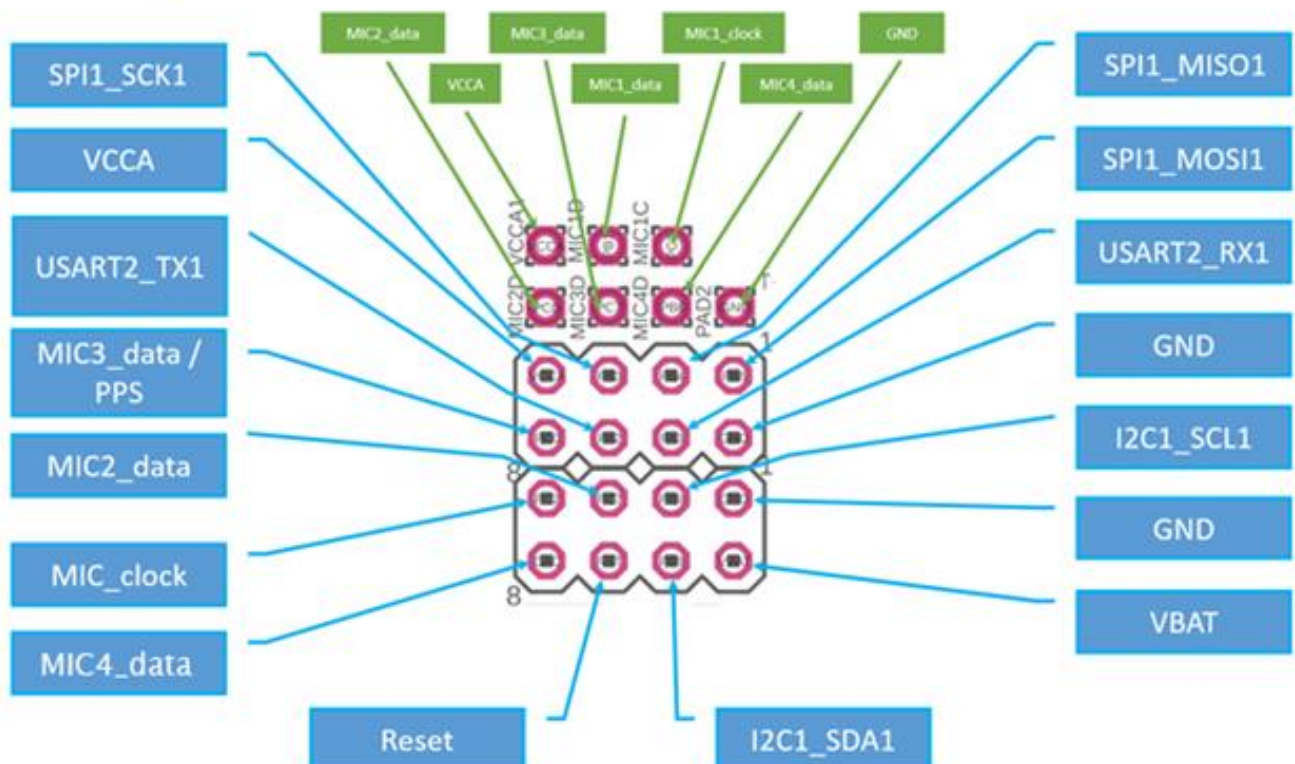 MIC2_data
MIC3_data
MIC1_clock
GND
VCCA
MIC1_data
MIC4_data
SPI1_SCK1
VCCA
USART2_TX1
MIC3_data /
PPS
MIC2_data
MIC_clock
MIC4_data
Reset
I2C1_SDA1
SPI1_MISO1
SPI1_MOSI1
USART2_RX1
GND
I2C1_SCL1
GND
VBAT
VCCA1
MIC1D
MIC1C
MIC2D
MIC3D
MIC4D
PAD2
1
8
1
8